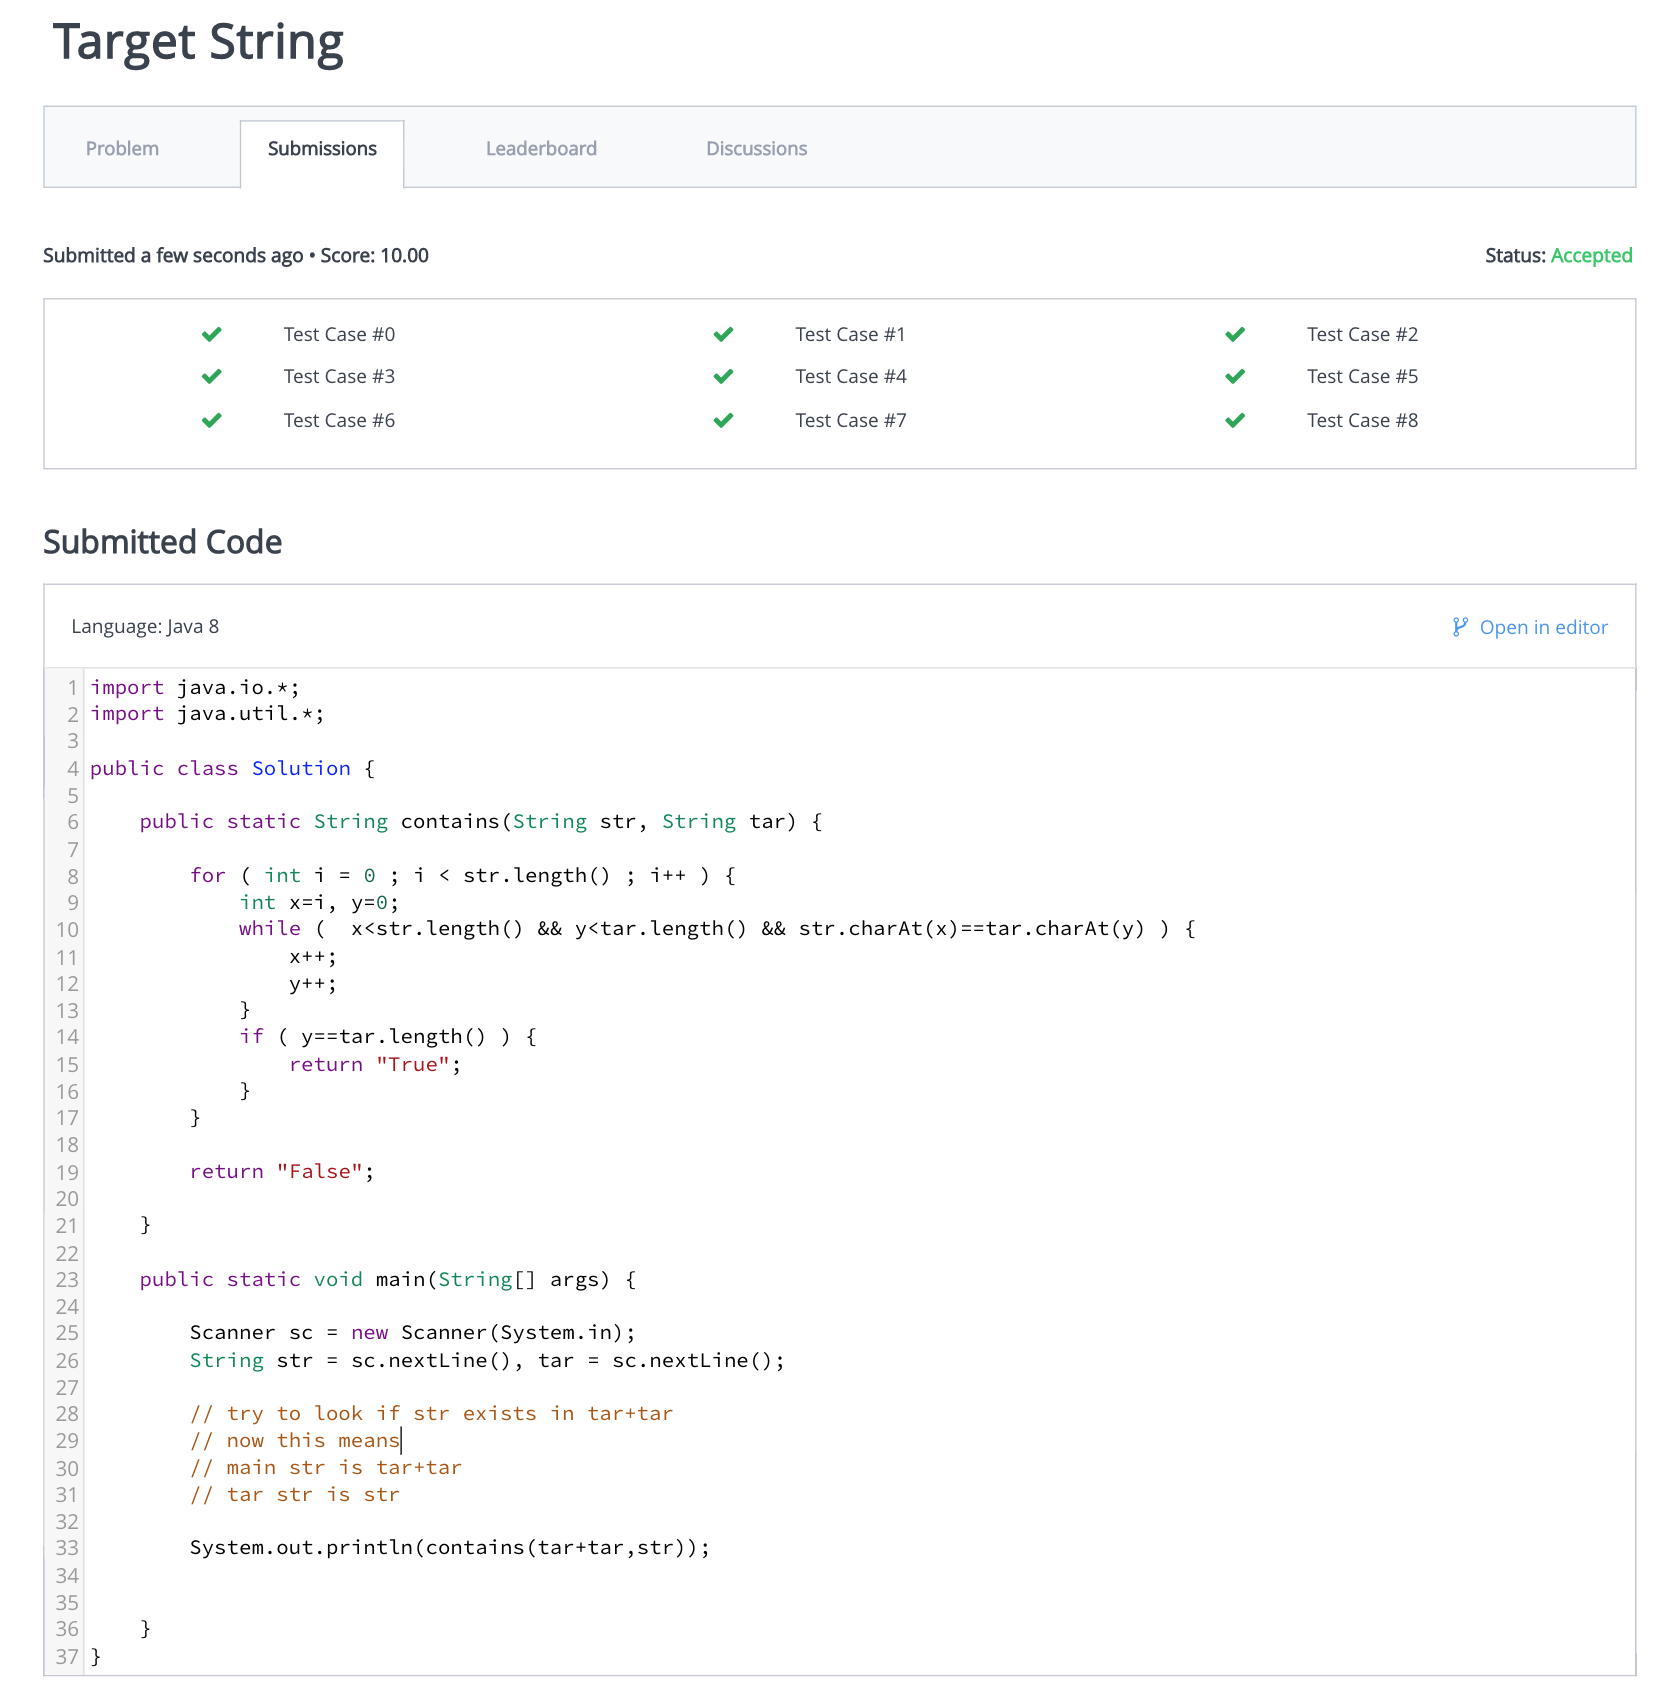 Target String
Problem Submissions Leaderboard Discussions
Submitted a few seconds ago • Score: 10.00 Status: Accepted
Test Case #0 Test Case #1 Test Case #2
Test Case #3 Test Case #4 Test Case #5
Test Case #6 Test Case #7 Test Case #8
Submitted Code
Language: Java 8 Open in editor
1 import java.io.*;
2 import java.util.*;
3
4 public class Solution {
5
6     public static String contains(String str, String tar) {
7
8         for ( int i = 0 ; i < str.length() ; i++ ) {
9             int x=i, y=0;
10             while (  x<str.length() && y<tar.length() && str.charAt(x)==tar.charAt(y) ) {
11                 x++;
12                 y++;
13             }
14             if ( y==tar.length() ) {
15                 return "True";
16             }
17         }
18
19         return "False";
20
21     }
22
23     public static void main(String[] args) {
24
25         Scanner sc = new Scanner(System.in);
26         String str = sc.nextLine(), tar = sc.nextLine();
27
28         // try to look if str exists in tar+tar
29         // now this means
30         // main str is tar+tar
31         // tar str is str
32
33         System.out.println(contains(tar+tar,str));
34
35
36     }
37 }